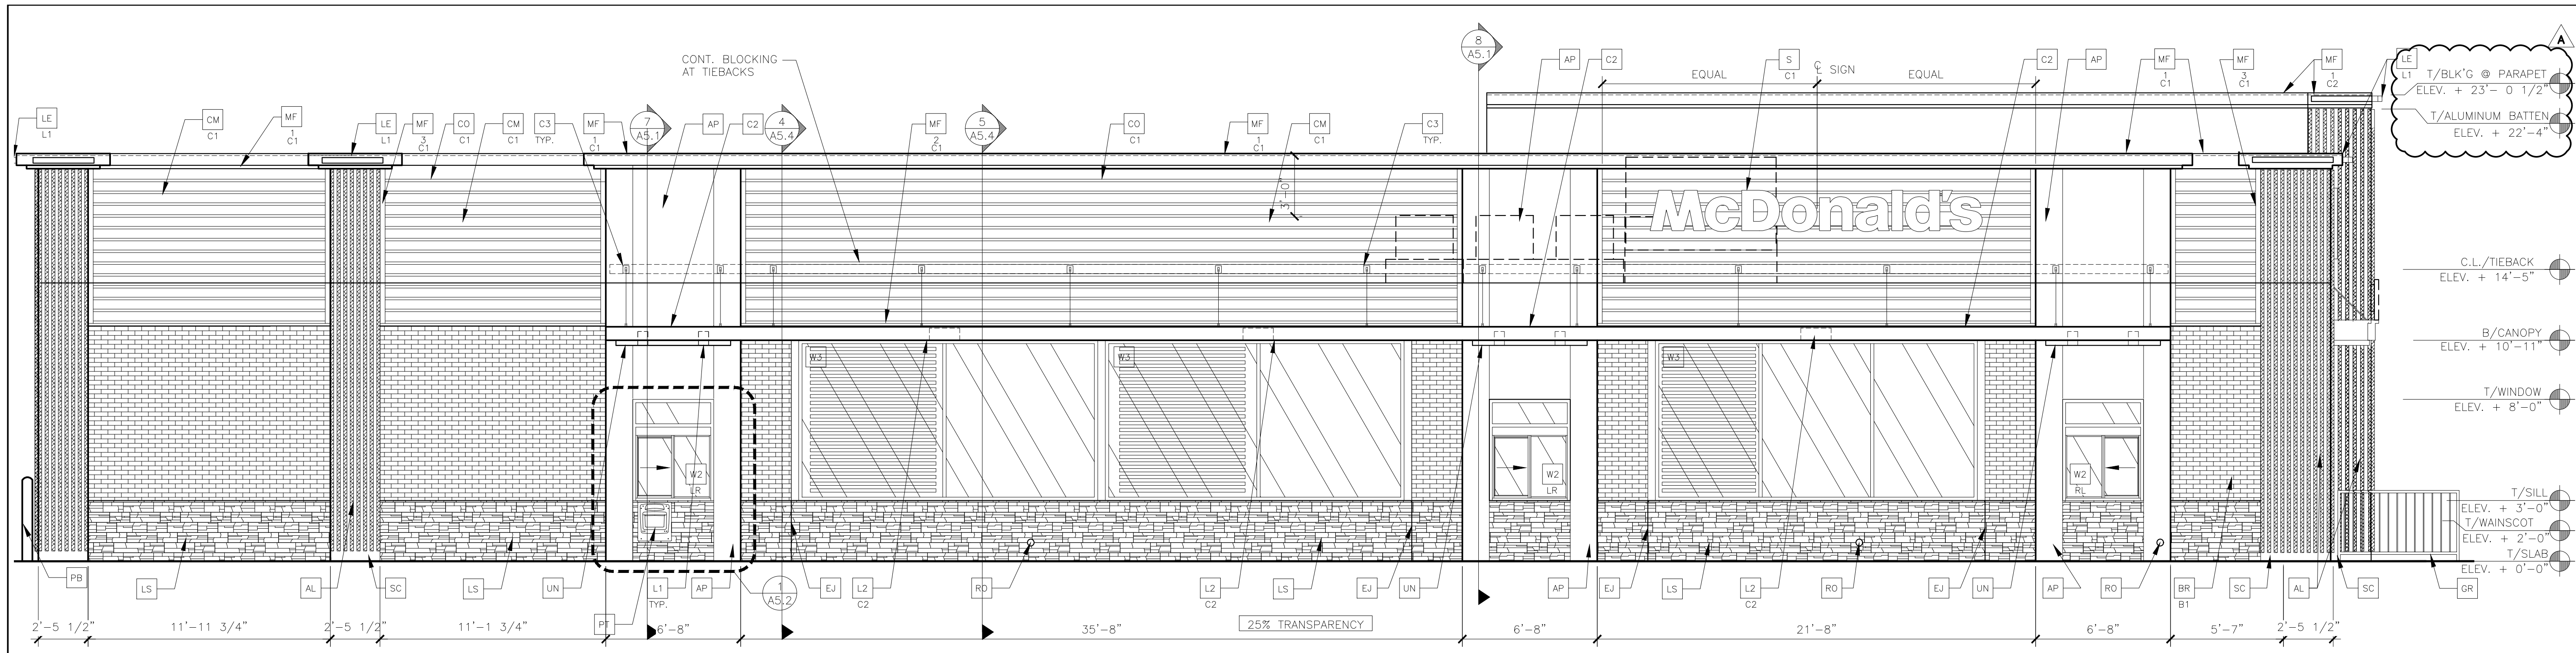 8
A5.1
A
CONT. BLOCKING
AT TIEBACKS
AP
C2
EQUAL
S
C1
℄ SIGN
EQUAL
C2
AP
MF
1
C1
MF
3
C1
MF
1
C2
LE
L1
T/BLK'G @ PARAPET
ELEV. + 23'- 0 1/2"
T/ALUMINUM BATTEN
ELEV. + 22'-4"
LE
L1
CM
C1
MF
1
C1
LE
L1
MF
3
C1
CO
C1
CM
C1
C3
TYP.
MF
1
C1
7
A5.1
AP
C2
4
A5.4
MF
2
C1
5
A5.4
CO
C1
MF
1
C1
CM
C1
C3
TYP.
3'-0"
McDonald's
C.L./TIEBACK
ELEV. + 14'-5"
B/CANOPY
ELEV. + 10'-11"
W3
W3
W3
T/WINDOW
ELEV. + 8'-0"
W2
LR
W2
LR
W2
RL
T/SILL
ELEV. + 3'-0"
T/WAINSCOT
ELEV. + 2'-0"
T/SLAB
ELEV. + 0'-0"
PB
LS
AL
SC
LS
UN
L1
TYP.
AP
1
A5.2
EJ
L2
C2
RO
L2
C2
LS
EJ
UN
AP
EJ
LS
L2
C2
RO
EJ
UN
AP
RO
BR
B1
SC
AL
SC
GR
PT
25% TRANSPARENCY
2'-5 1/2"
11'-11 3/4"
2'-5 1/2"
11'-1 3/4"
6'-8"
35'-8"
6'-8"
21'-8"
6'-8"
5'-7"
2'-5 1/2"